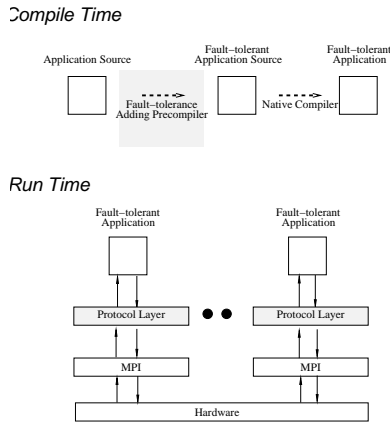 Compile Time
Application Source
Fault-tolerant
Application Source
Fault-tolerant
Application
Fault-tolerance
Adding Precompiler
Native Compiler
Run Time
Fault-tolerant
Application
Fault-tolerant
Application
Protocol Layer
Protocol Layer
MPI
MPI
Hardware